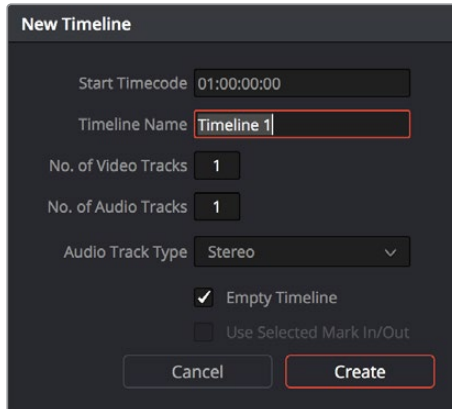 New Timeline
Start Timecode 01:00:00:00
Timeline Name Timeline 1
No. of Video Tracks 1
No. of Audio Tracks 1
Audio Track Type Stereo
Empty Timeline
Use Selected Mark In/Out
Cancel Create